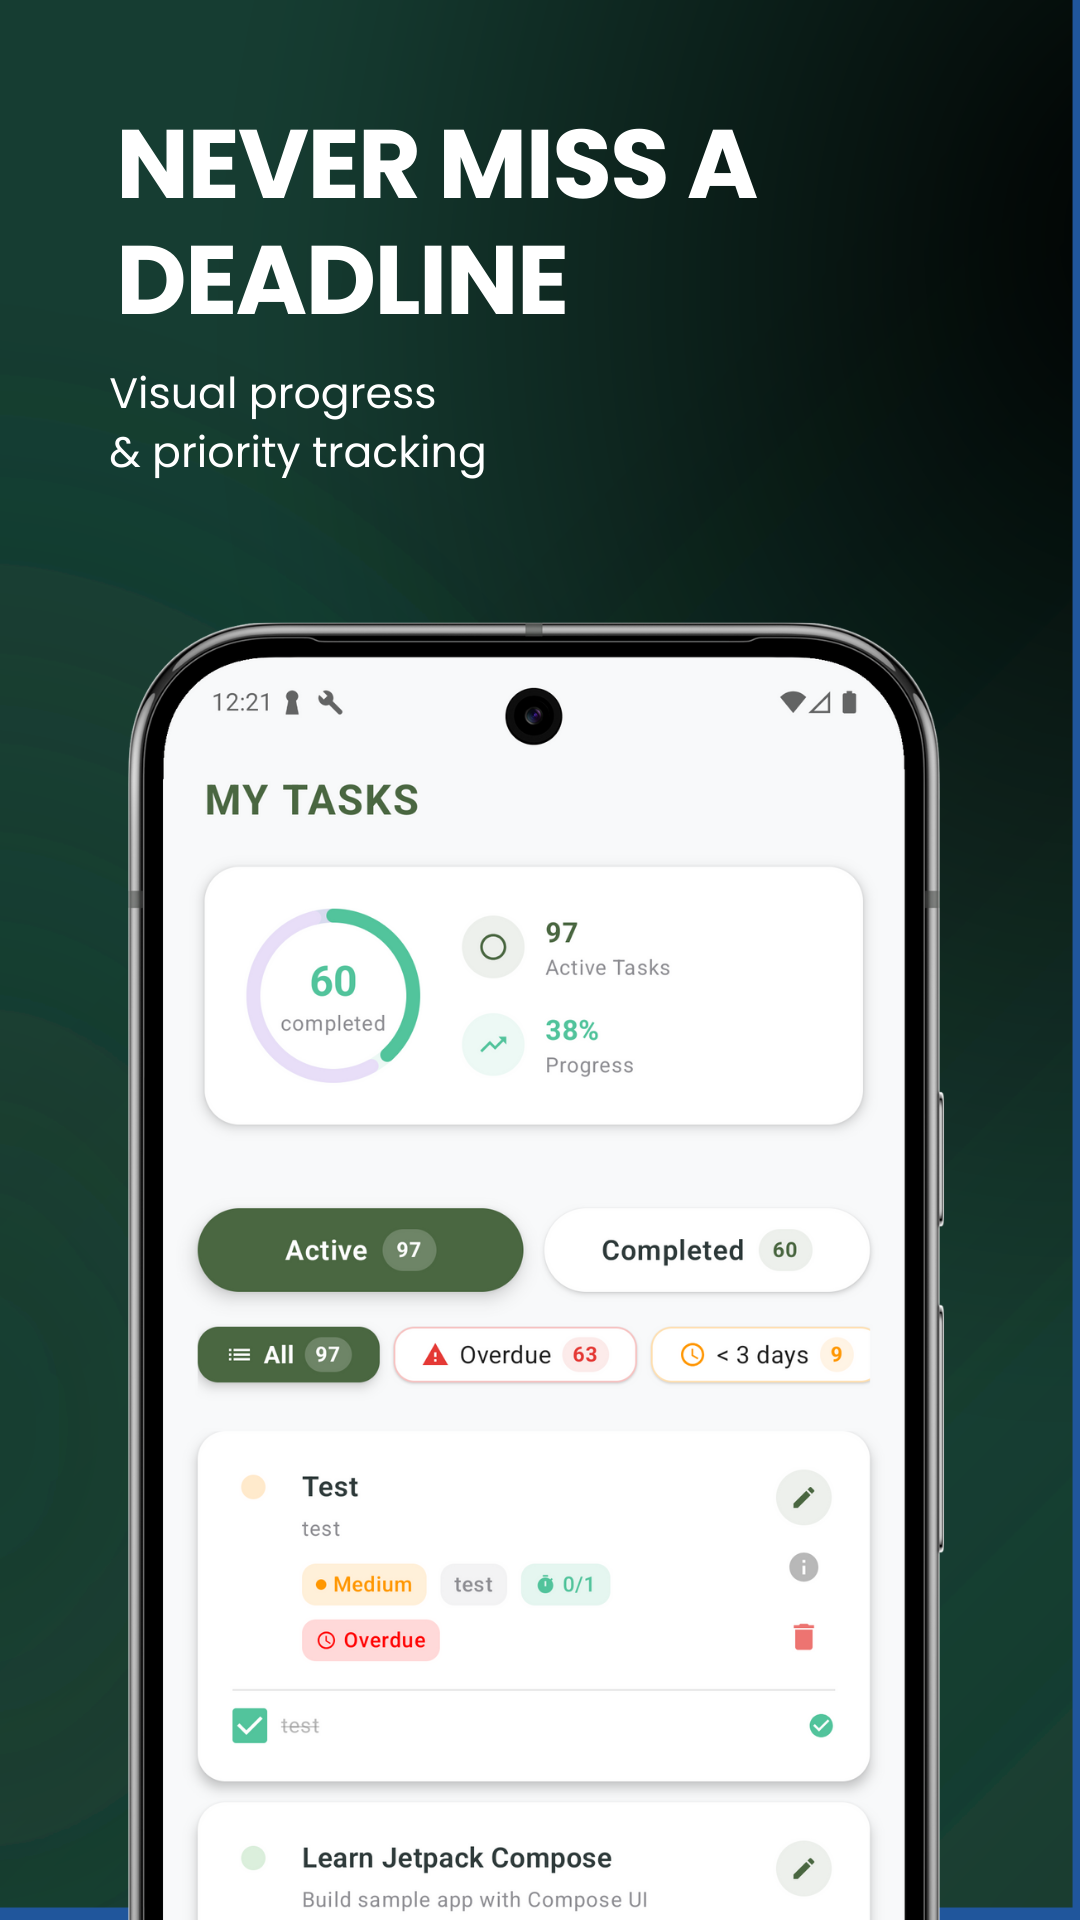 NEVER MISS A
DEADLINE
Visual progress
& priority tracking
12:21
MY TASKS
60
completed
97
Active Tasks
38%
Progress
Active 97
Completed 60
All 97
Overdue 63
< 3 days 9
Test
test
Medium
test
0/1
Overdue
test
Learn Jetpack Compose
Build sample app with Compose UI